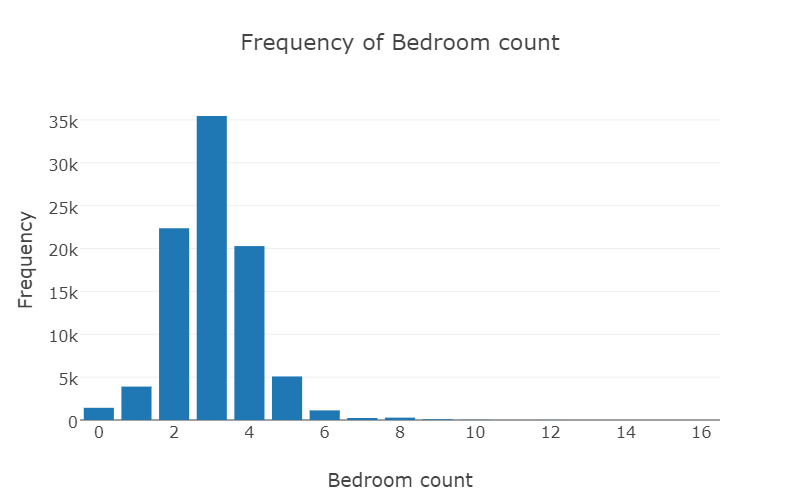 Frequency of Bedroom count
35k
30k
25k
20k
15k
10k
5k
0
Frequency
0 2 4 6 8 10 12 14 16
Bedroom count